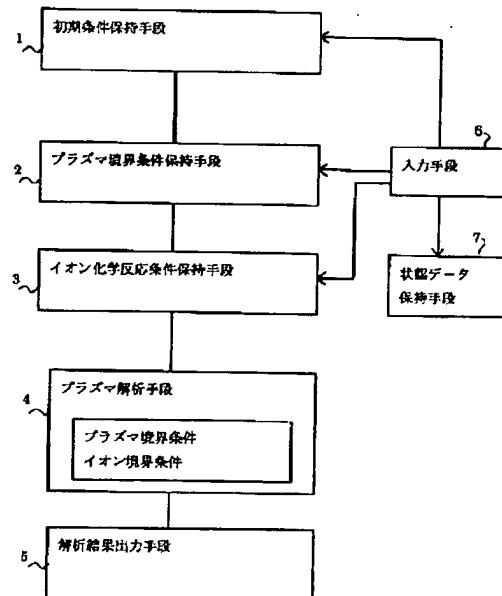 1
初期条件保持手段
2
プラズマ境界条件保持手段
6
入力手段
3
イオン化学反応条件保持手段
7
状態データ
保持手段
4
プラズマ解析手段
プラズマ境界条件
イオン境界条件
5
解析結果出力手段